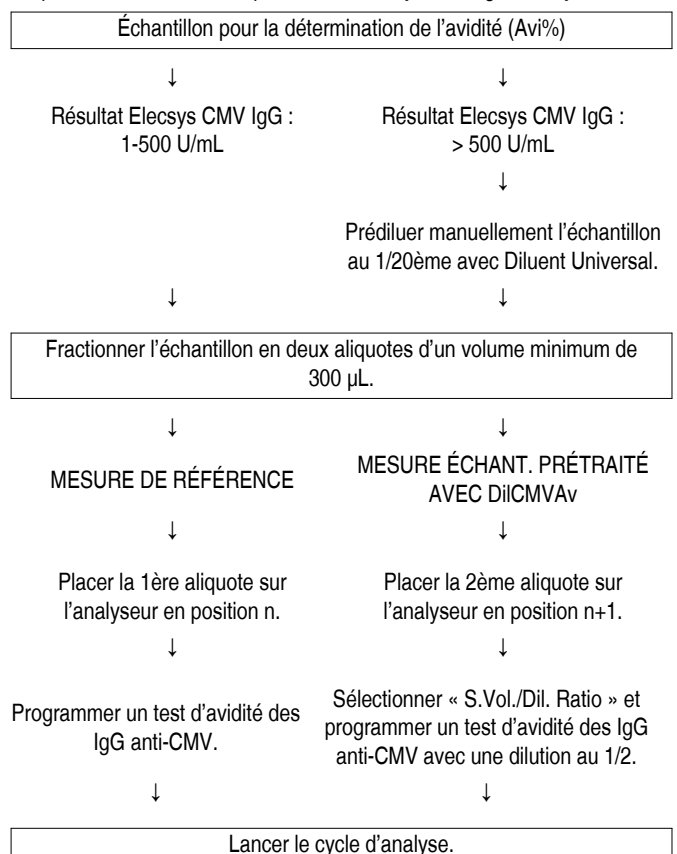 Échantillon pour la détermination de l'avidité (Avi%)
↓ ↓
Résultat Elecsys CMV IgG :
1-500 U/mL
Résultat Elecsys CMV IgG :
> 500 U/mL
↓
Prédiluer manuellement l'échantillon
au 1/20ème avec Diluent Universal.
↓ ↓
Fractionner l'échantillon en deux aliquotes d'un volume minimum de
300 µL.
↓ ↓
MESURE DE RÉFÉRENCE
MESURE ÉCHANT. PRÉTRAITÉ
AVEC DilCMVAv
↓ ↓
Placer la 1ère aliquote sur
l'analyseur en position n.
Placer la 2ème aliquote sur
l'analyseur en position n+1.
↓ ↓
Programmer un test d'avidité des
IgG anti-CMV.
Sélectionner « S.Vol./Dil. Ratio » et
programmer un test d'avidité des IgG
anti-CMV avec une dilution au 1/2.
↓ ↓
Lancer le cycle d'analyse.